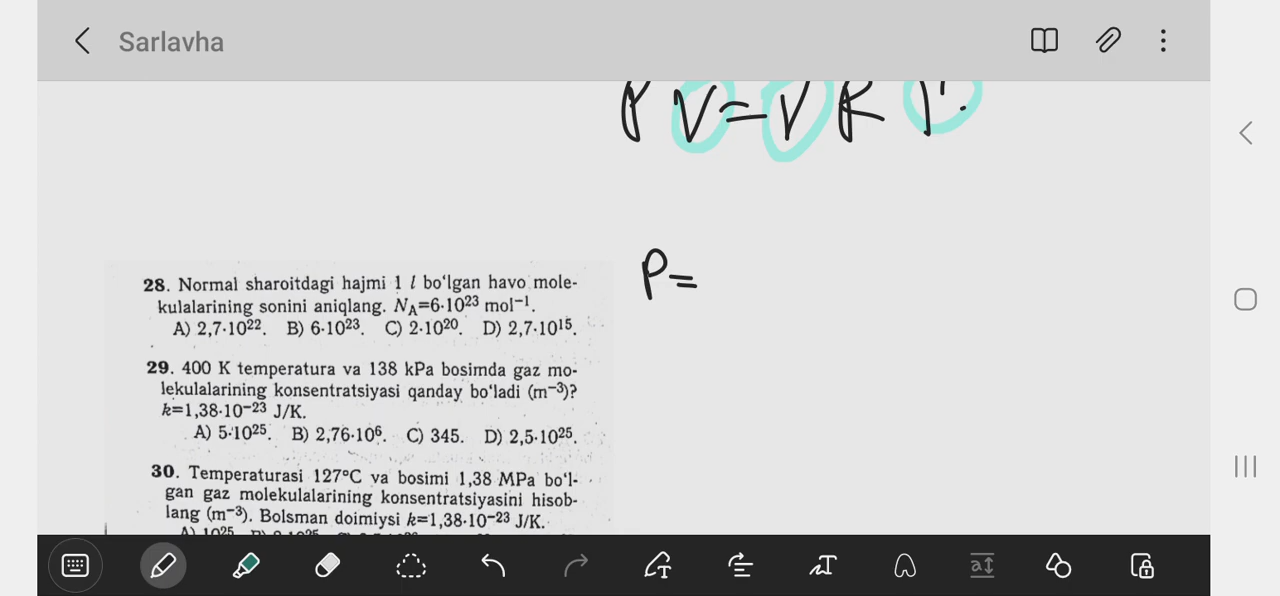 Sarlavha
PV=νRT.
P=
28. Normal sharoitdagi hajmi 1 l bo'lgan havo mole-
kulalarining sonini aniqlang. N_A=6·10²³ mol⁻¹.
A) 2,7·10²². B) 6·10²³. C) 2·10²⁰. D) 2,7·10¹⁵.
29. 400 K temperatura va 138 kPa bosimda gaz mo-
lekulalarining konsentratsiyasi qanday bo'ladi (m⁻³)?
k=1,38·10⁻²³ J/K.
A) 5·10²⁵. B) 2,76·10⁶. C) 345. D) 2,5·10²⁵.
30. Temperaturasi 127°C va bosimi 1,38 MPa bo'l-
gan gaz molekulalarining konsentratsiyasini hisob-
lang (m⁻³). Bolsman doimiysi k=1,38·10⁻²³ J/K.